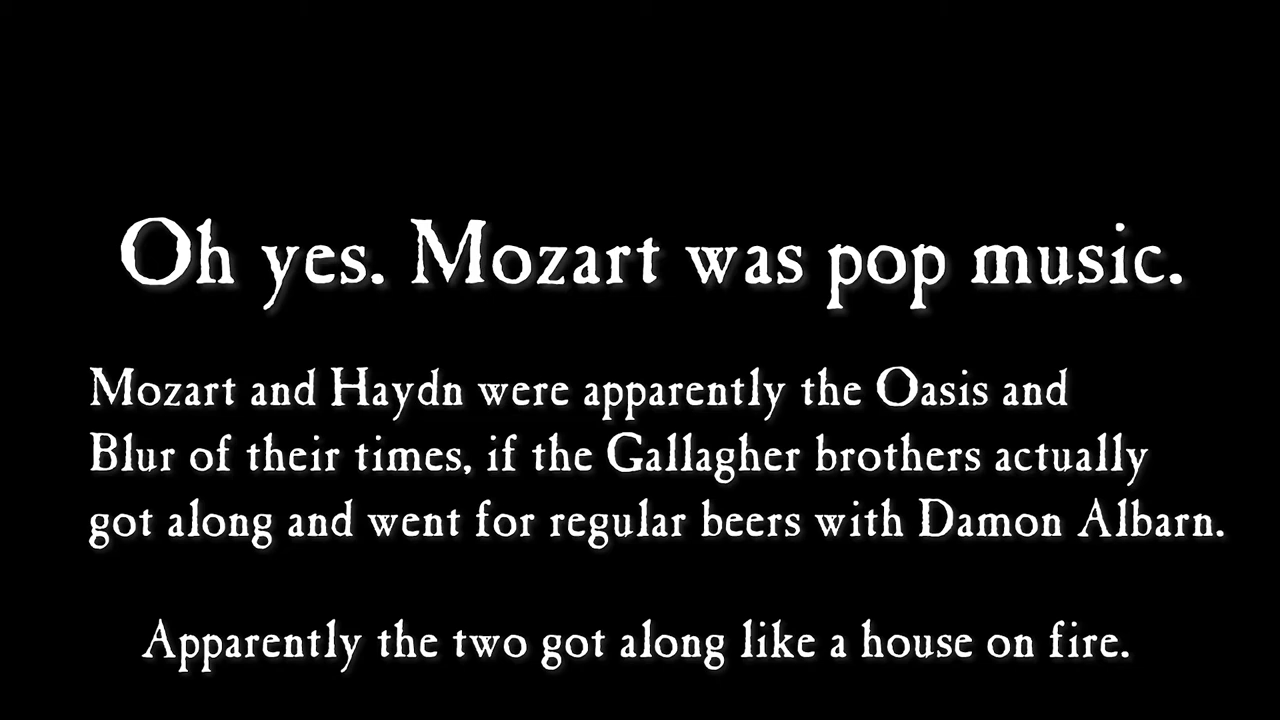 Oh yes. Mozart was pop music.
Mozart and Haydn were apparently the Oasis and
Blur of their times, if the Gallagher brothers actually
got along and went for regular beers with Damon Albarn.
Apparently the two got along like a house on fire.